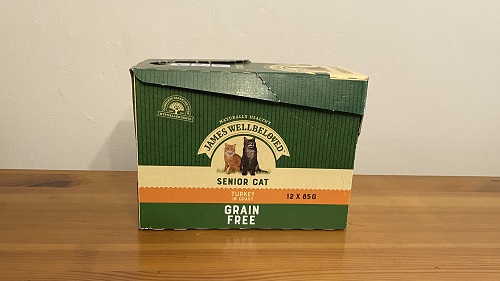 NATURALLY HEALTHY
JAMES WELLBELOVED
SENIOR CAT
TURKEY
IN GRAVY
12 X 85G
GRAIN
FREE